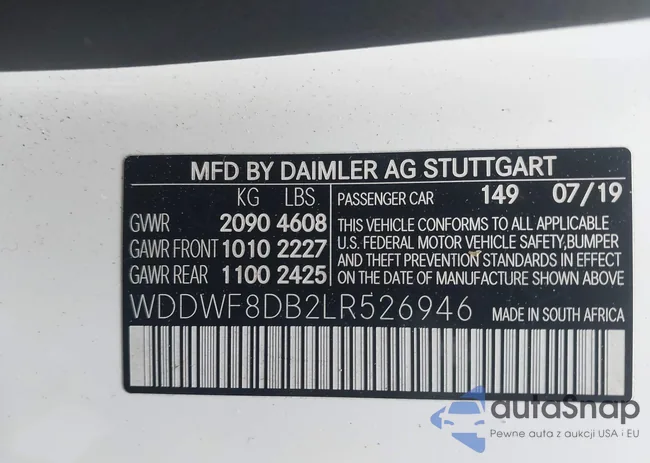 MFD BY DAIMLER AG STUTTGART
KG LBS
GVWR 2090 4608
GAWR FRONT 1010 2227
GAWR REAR 1100 2425
PASSENGER CAR 149 07/19
THIS VEHICLE CONFORMS TO ALL APPLICABLE
U.S. FEDERAL MOTOR VEHICLE SAFETY,BUMPER
AND THEFT PREVENTION STANDARDS IN EFFECT
ON THE DATE OF MANUFACTURE SHOWN ABOVE
WDDWF8DB2LR526946 MADE IN SOUTH AFRICA
autaSnap
Pewne auta z aukcji USA i EU